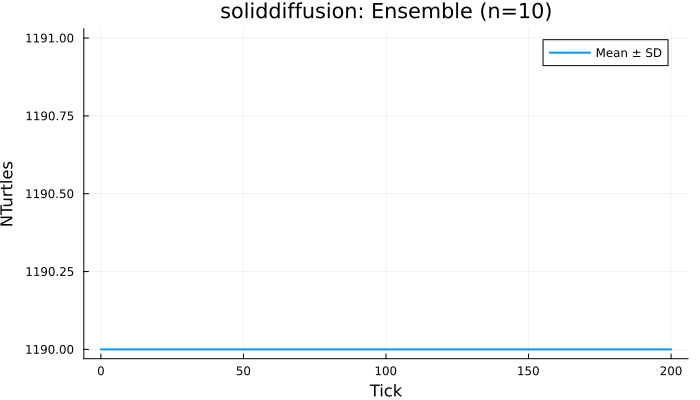 soliddiffusion: Ensemble (n=10)
1191.00
Mean ± SD
1190.75
1190.50
1190.25
1190.00
NTurtles
0 50 100 150 200
Tick